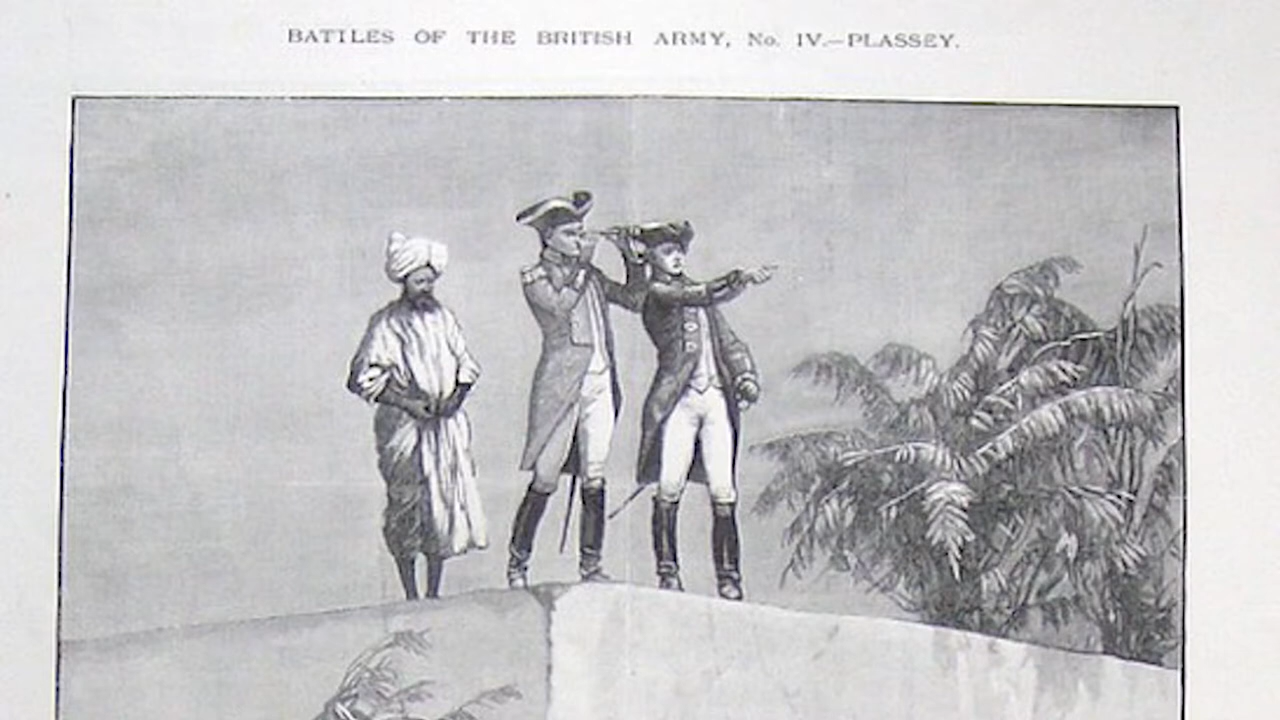 BATTLES OF THE BRITISH ARMY, No. IV.—PLASSEY.